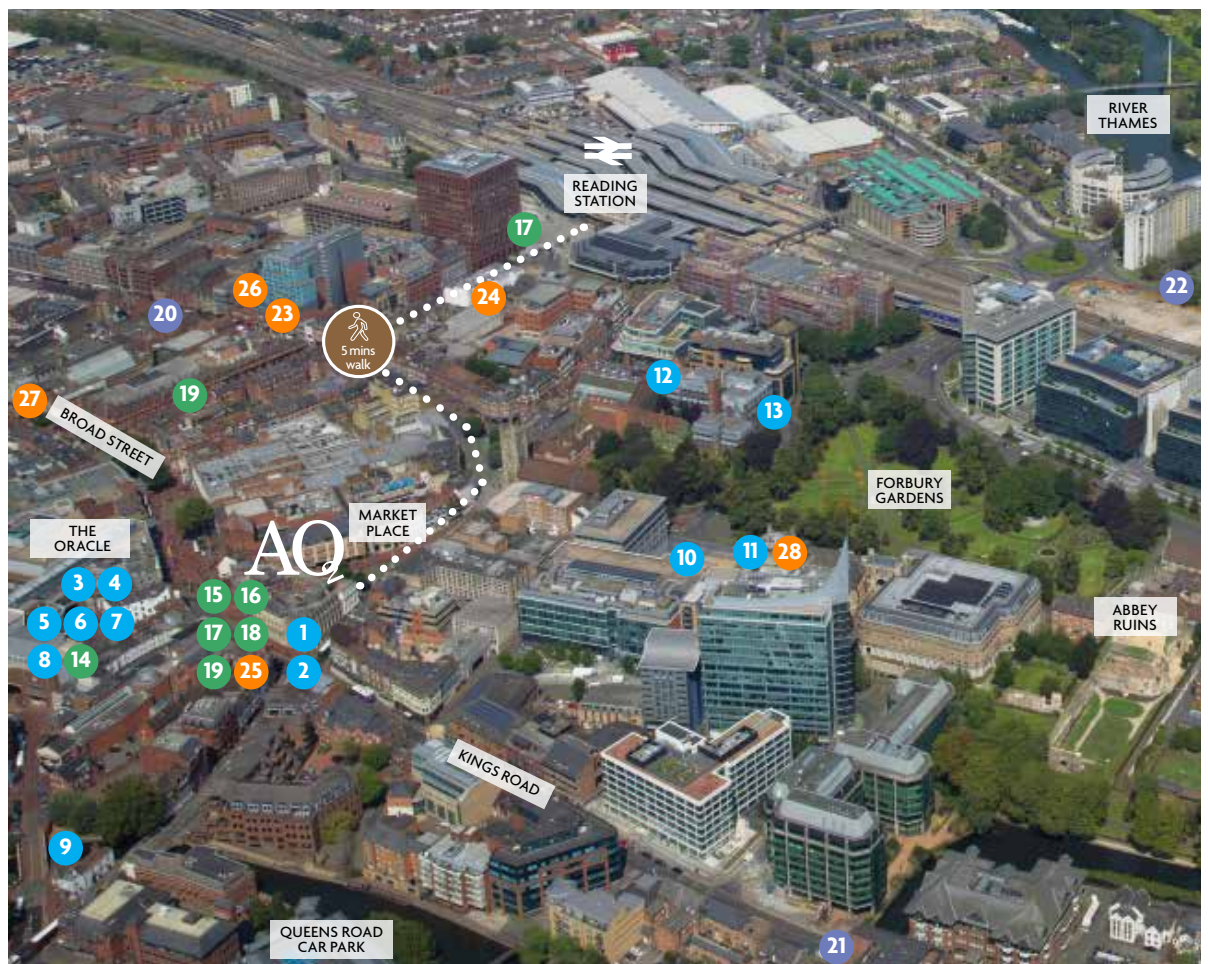 RIVER
THAMES
READING
STATION
17
26
24
22
20
23
5 mins
walk
12
19
27
13
BROAD STREET
FORBURY
GARDENS
MARKET
PLACE
THE
ORACLE
AQ2
10
11
28
3
4
15
16
ABBEY
RUINS
5
6
7
17
18
1
8
14
19
25
2
KINGS ROAD
9
QUEENS ROAD
CAR PARK
21